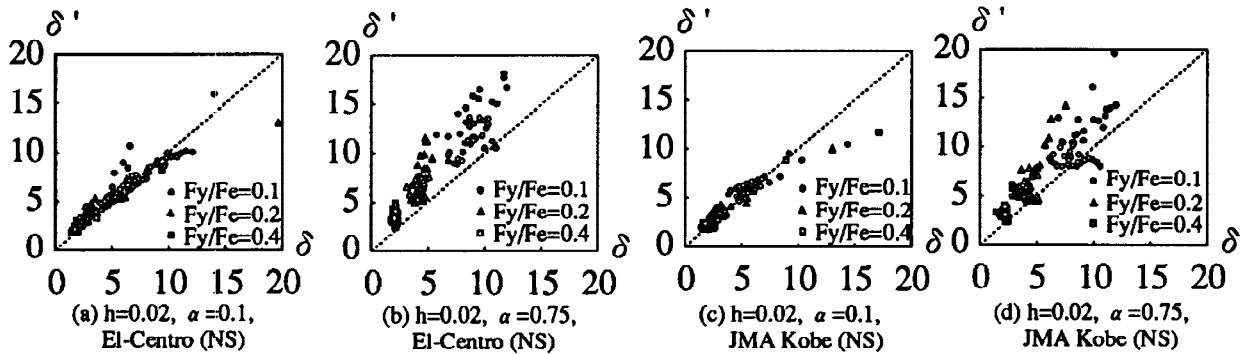 δ' δ' δ' δ'
20 20 20 20
15 15 15 15
10 10 10 10
5 5 5 5
0 0 0 0
Fy/Fe=0.1
Fy/Fe=0.2
Fy/Fe=0.4
δ
0 5 10 15 20
(a) h=0.02, α=0.1,
El-Centro (NS)
Fy/Fe=0.1
Fy/Fe=0.2
Fy/Fe=0.4
δ
0 5 10 15 20
(b) h=0.02, α=0.75,
El-Centro (NS)
Fy/Fe=0.1
Fy/Fe=0.2
Fy/Fe=0.4
δ
0 5 10 15 20
(c) h=0.02, α=0.1,
JMA Kobe (NS)
Fy/Fe=0.1
Fy/Fe=0.2
Fy/Fe=0.4
δ
0 5 10 15 20
(d) h=0.02, α=0.75,
JMA Kobe (NS)